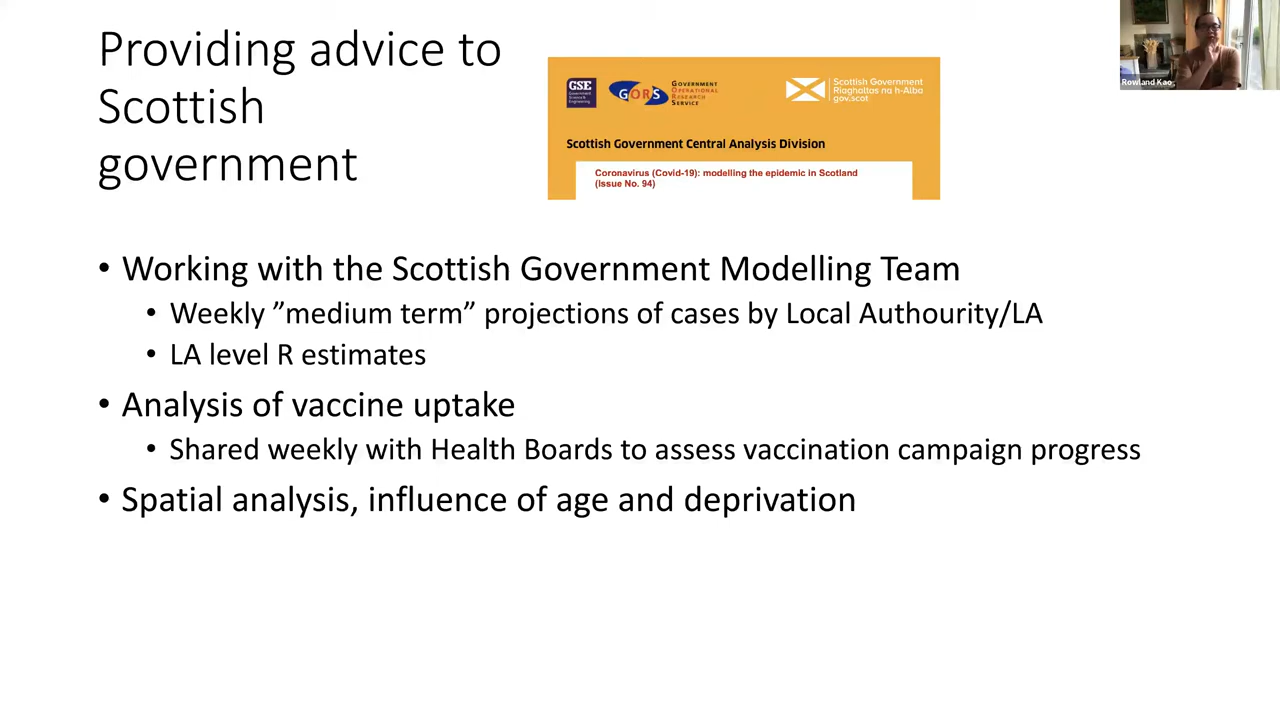 Providing advice to
Scottish
government
GSE
Government
Science &
Engineering
GORS
GOVERNMENT
OPERATIONAL
RESEARCH
SERVICE
Scottish Government
Riaghaltas na h-Alba
gov.scot
Scottish Government Central Analysis Division
Coronavirus (Covid-19): modelling the epidemic in Scotland
(Issue No. 94)
Rowland Kao
• Working with the Scottish Government Modelling Team
• Weekly ”medium term” projections of cases by Local Authourity/LA
• LA level R estimates
• Analysis of vaccine uptake
• Shared weekly with Health Boards to assess vaccination campaign progress
• Spatial analysis, influence of age and deprivation